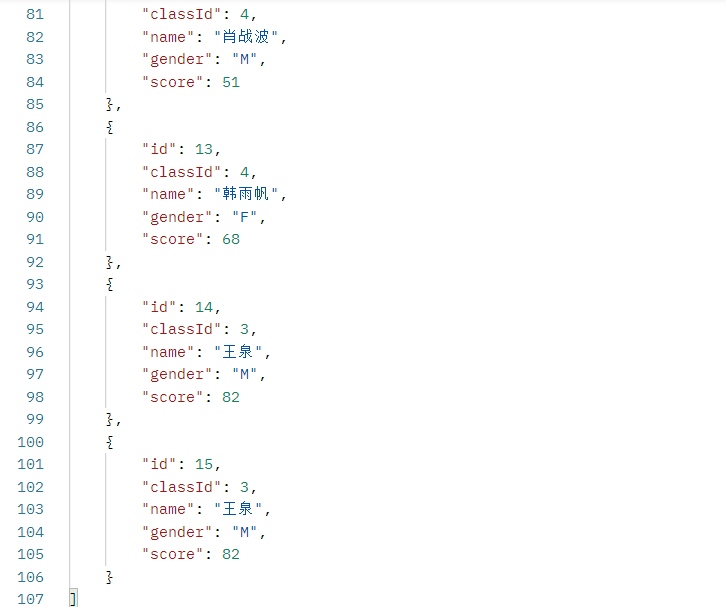 81 "classId": 4,
82 "name": "肖战波",
83 "gender": "M",
84 "score": 51
85 },
86 {
87 "id": 13,
88 "classId": 4,
89 "name": "韩雨帆",
90 "gender": "F",
91 "score": 68
92 },
93 {
94 "id": 14,
95 "classId": 3,
96 "name": "王泉",
97 "gender": "M",
98 "score": 82
99 },
100 {
101 "id": 15,
102 "classId": 3,
103 "name": "王泉",
104 "gender": "M",
105 "score": 82
106 }
107 ]